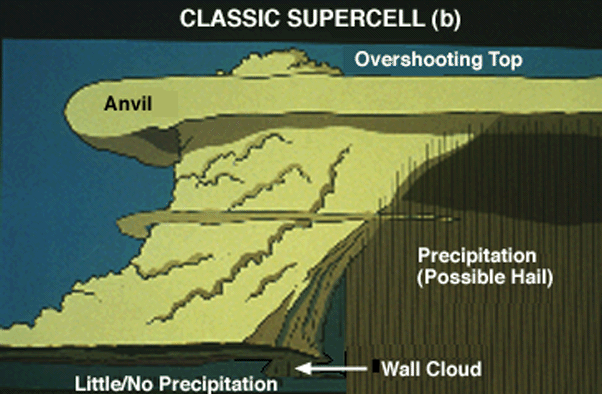 CLASSIC SUPERCELL (b)
Overshooting Top
Anvil
Precipitation
(Possible Hail)
Wall Cloud
Little/No Precipitation